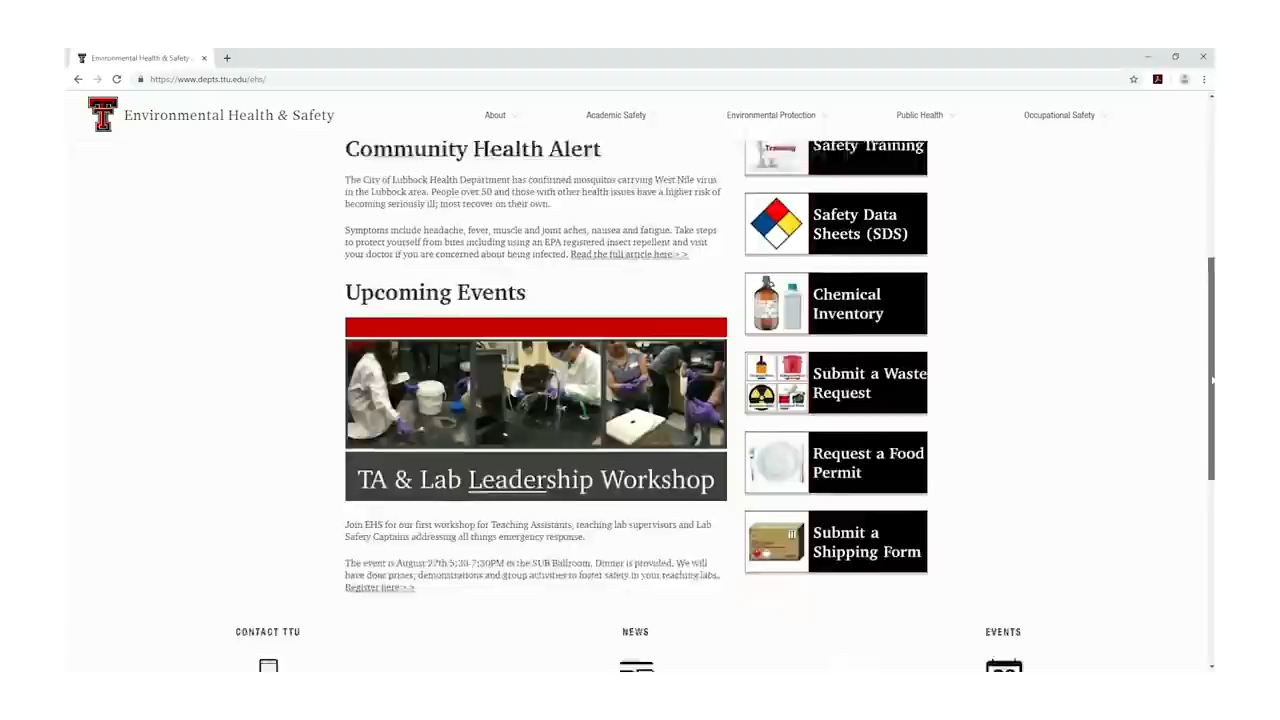 Environmental Health & Safety
https://www.depts.ttu.edu/ehs/
Environmental Health & Safety
About
Academic Safety
Environmental Protection
Public Health
Occupational Safety
Community Health Alert
The City of Lubbock Health Department has confirmed mosquitos carrying West Nile virus
in the Lubbock area. People over 50 and those with other health issues have a higher risk of
becoming seriously ill; most recover on their own.
Symptoms include headache, fever, muscle and joint aches, nausea and fatigue. Take steps
to protect yourself from bites including using an EPA registered insect repellent and visit
your doctor if you are concerned about being infected. Read the full article here > >
Upcoming Events
TA & Lab Leadership Workshop
Join EHS for our first workshop for Teaching Assistants, teaching lab supervisors and Lab
Safety Captains addressing all things emergency response.
The event is August 27th 5:30-7:30PM in the SUB Ballroom. Dinner is provided. We will
have door prizes, demonstrations and group activities to foster safety in your teaching labs.
Register here > >
Training
Safety Training
Safety Data
Sheets (SDS)
Chemical
Inventory
Submit a Waste
Request
Request a Food
Permit
Submit a
Shipping Form
CONTACT TTU
NEWS
EVENTS